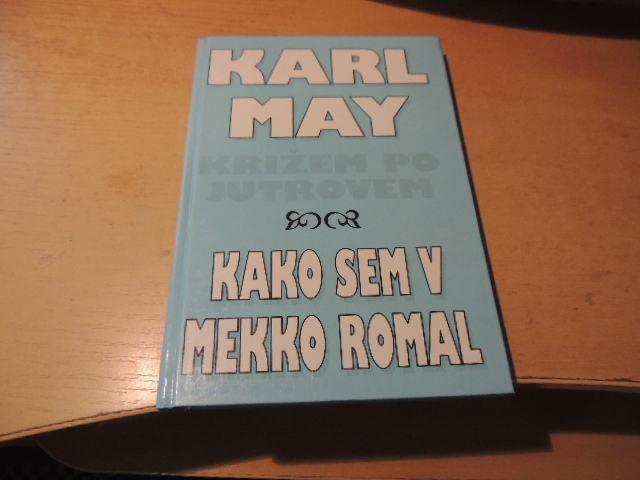 KARL
MAY
KRIŽEM PO
JUTROVEM
KAKO SEM V
MEKKO ROMAL